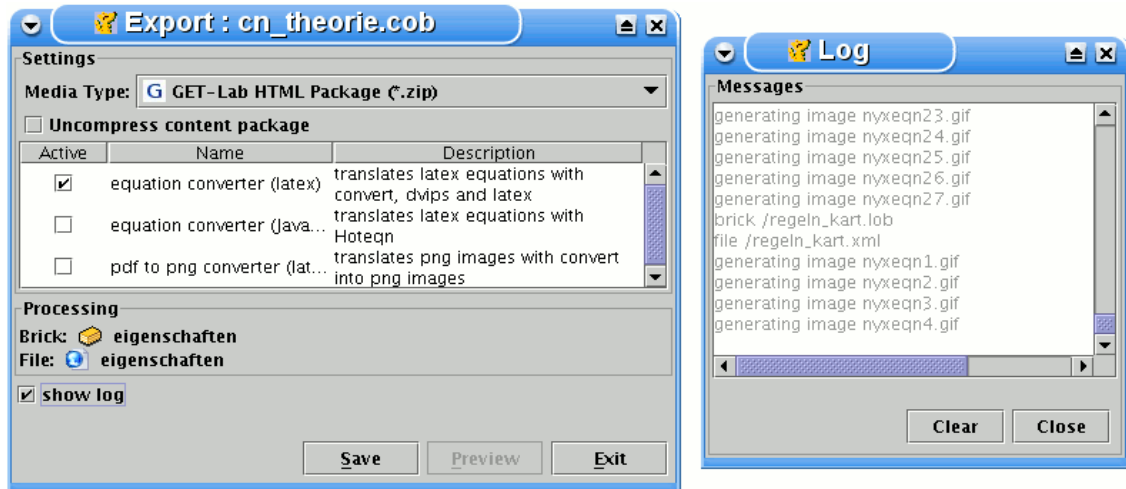 Export : cn_theorie.cob
Settings
Media Type: G GET-Lab HTML Package (*.zip)
Uncompress content package
Active Name Description
equation converter (latex) translates latex equations with
convert, dvips and latex
equation converter (Java... translates latex equations with
Hoteqn
pdf to png converter (lat... translates png images with convert
into png images
Processing
Brick: eigenschaften
File: eigenschaften
show log
Save Preview Exit
Log
Messages
generating image nyxeqn23.gif
generating image nyxeqn24.gif
generating image nyxeqn25.gif
generating image nyxeqn26.gif
generating image nyxeqn27.gif
brick /regeln_kart.lob
file /regeln_kart.xml
generating image nyxeqn1.gif
generating image nyxeqn2.gif
generating image nyxeqn3.gif
generating image nyxeqn4.gif
Clear Close